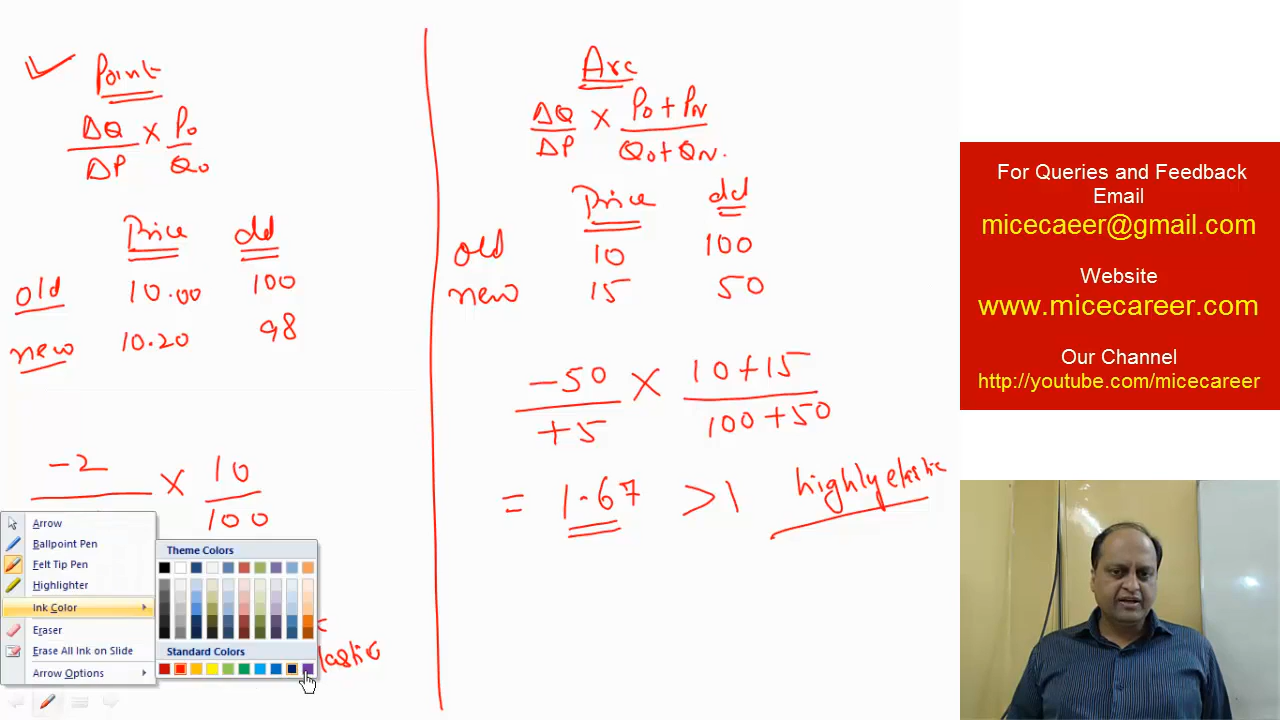 Point
ΔQ/ΔP × P0/Q0
Price dd
old 10.00 100
new 10.20 98
-2 × 10/100
Arc
ΔQ/ΔP × P0+PN/Q0+QN.
Price dd
old 10 100
new 15 50
-50/+5 × 10+15/100+50
= 1.67 >1 highly elastic
Arrow
Ballpoint Pen
Felt Tip Pen
Highlighter
Ink Color
Eraser
Erase All Ink on Slide
Arrow Options
Theme Colors
Standard Colors
For Queries and Feedback
Email
micecaeer@gmail.com
Website
www.micecareer.com
Our Channel
http://youtube.com/micecareer